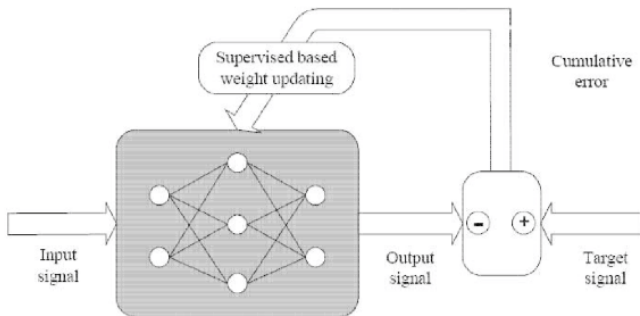 Supervised based
weight updating
Cumulative
error
- +
Input
signal
Output
signal
Target
signal